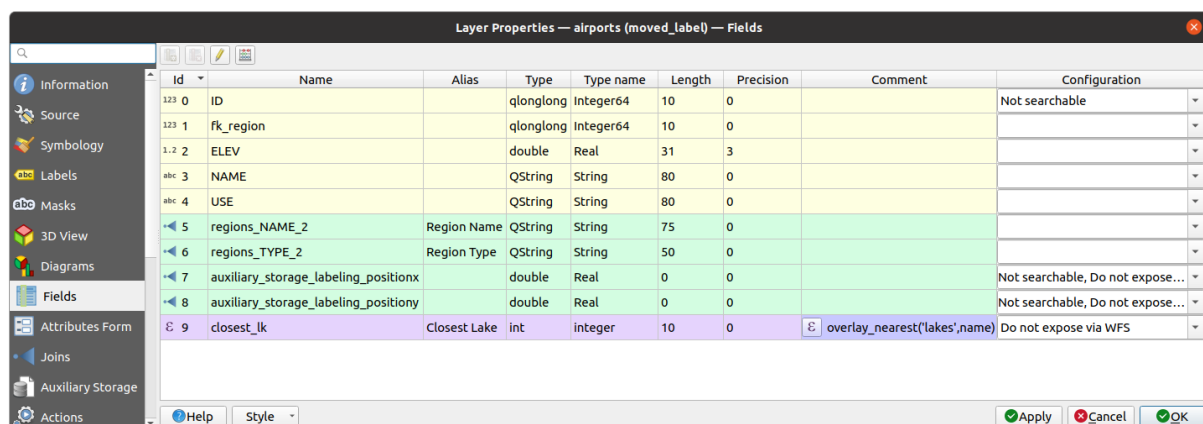 Layer Properties — airports (moved_label) — Fields
Information
Source
Symbology
abc Labels
abc Masks
3D View
Diagrams
Fields
Attributes Form
Joins
Auxiliary Storage
Actions
Id Name Alias Type Type name Length Precision Comment Configuration
123 0 ID qlonglong Integer64 10 0 Not searchable
123 1 fk_region qlonglong Integer64 10 0
1.2 2 ELEV double Real 31 3
abc 3 NAME QString String 80 0
abc 4 USE QString String 80 0
5 regions_NAME_2 Region Name QString String 75 0
6 regions_TYPE_2 Region Type QString String 50 0
7 auxiliary_storage_labeling_positionx double Real 0 0 Not searchable, Do not expose...
8 auxiliary_storage_labeling_positiony double Real 0 0 Not searchable, Do not expose...
ε 9 closest_lk Closest Lake int integer 10 0 ε overlay_nearest('lakes',name) Do not expose via WFS
Help Style Apply Cancel OK